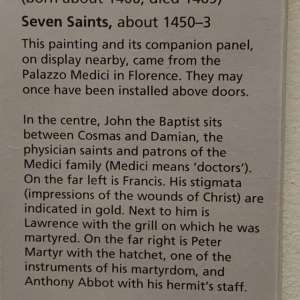 (born about 1406, died 1469)
Seven Saints, about 1450–3
This painting and its companion panel,
on display nearby, came from the
Palazzo Medici in Florence. They may
once have been installed above doors.
In the centre, John the Baptist sits
between Cosmas and Damian, the
physician saints and patrons of the
Medici family (Medici means ‘doctors’).
On the far left is Francis. His stigmata
(impressions of the wounds of Christ) are
indicated in gold. Next to him is
Lawrence with the grill on which he was
martyred. On the far right is Peter
Martyr with the hatchet, one of the
instruments of his martyrdom, and
Anthony Abbot with his hermit’s staff.